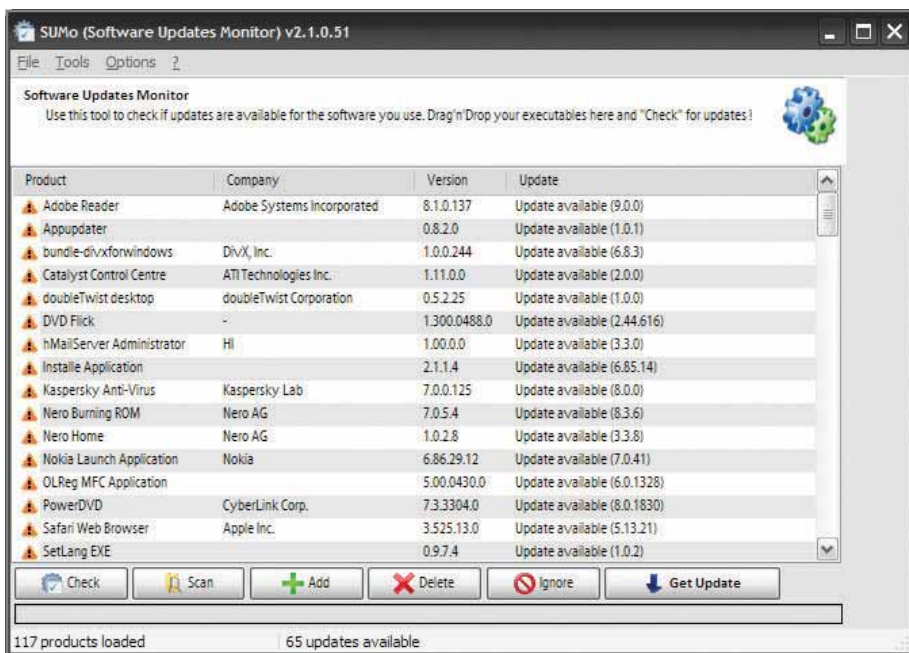 SUMo (Software Updates Monitor) v2.1.0.51
File Tools Options ?
Software Updates Monitor
Use this tool to check if updates are available for the software you use. Drag'n'Drop your executables here and "Check" for updates !
Product Company Version Update
Adobe Reader Adobe Systems Incorporated 8.1.0.137 Update available (9.0.0)
Appupdater 0.8.2.0 Update available (1.0.1)
bundle-divxforwindows DivX, Inc. 1.0.0.244 Update available (6.8.3)
Catalyst Control Centre ATI Technologies Inc. 1.11.0.0 Update available (2.0.0)
doubleTwist desktop doubleTwist Corporation 0.5.2.25 Update available (1.0.0)
DVD Flick - 1.300.0488.0 Update available (2.44.616)
hMailServer Administrator HI 1.00.0.0 Update available (3.3.0)
Installe Application 2.1.1.4 Update available (6.85.14)
Kaspersky Anti-Virus Kaspersky Lab 7.0.0.125 Update available (8.0.0)
Nero Burning ROM Nero AG 7.0.5.4 Update available (8.3.6)
Nero Home Nero AG 1.0.2.8 Update available (3.3.8)
Nokia Launch Application Nokia 6.86.29.12 Update available (7.0.41)
OLReg MFC Application 5.00.0430.0 Update available (6.0.1328)
PowerDVD CyberLink Corp. 7.3.3304.0 Update available (8.0.1830)
Safari Web Browser Apple Inc. 3.525.13.0 Update available (5.13.21)
SetLang EXE 0.9.7.4 Update available (1.0.2)
Check Scan Add Delete Ignore Get Update
117 products loaded 65 updates available